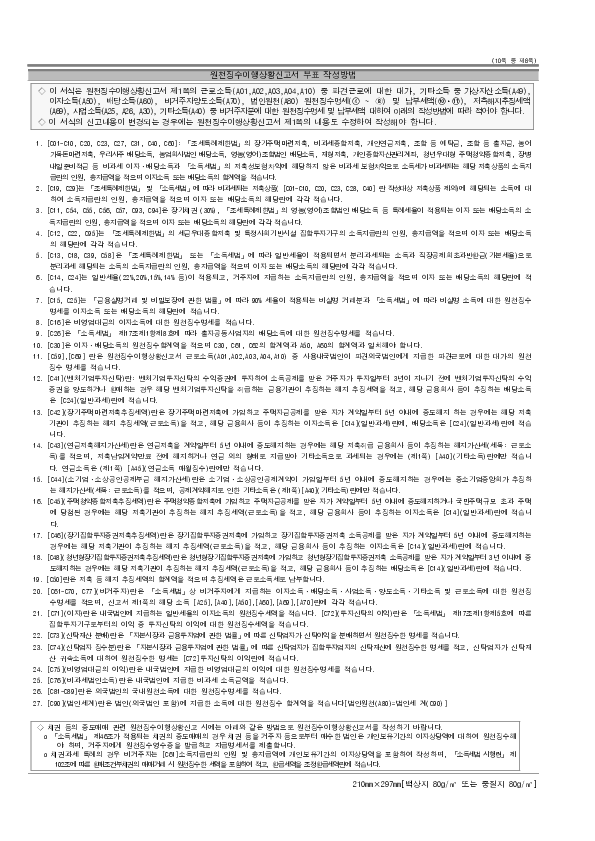 (10쪽 중 제8쪽)
원천징수이행상황신고서 부표 작성방법
◇ 이 서식은 원천징수이행상황신고서 제1쪽의 근로소득(A01,A02,A03,A04,A10) 중 파견근로에 대한 대가, 기타소득 중 가상자산소득(A49),
이자소득(A50), 배당소득(A60), 비거주자양도소득(A70), 법인원천(A80) 원천징수명세(⑤ ~ ⑧) 및 납부세액(⑩·⑪), 저축해지추징세액
(A69), 사업소득(A25, A26, A30), 기타소득(A40) 중 비거주자분에 대한 원천징수명세 및 납부세액에 대하여 아래의 작성방법에 따라 적어야 합니다.
◇ 이 서식의 신고내용이 변경되는 경우에는 원천징수이행상황신고서 제1쪽의 내용도 수정하여 작성해야 합니다.
1. [C01~C10, C20, C23, C27, C31, C40, C60]: 「조세특례제한법」의 장기주택마련저축, 비과세종합저축, 개인연금저축, 조합 등 예탁금, 조합 등 출자금, 농어
가목돈마련저축, 우리사주 배당소득, 농업회사법인 배당소득, 영농(영어)조합법인 배당소득, 재형저축, 개인종합자산관리계좌, 청년우대형 주택청약종합저축, 장병
내일준비적금 등 비과세 이자·배당소득과 「소득세법」의 저축성보험차익에 해당하지 않은 비과세 보험차익으로 소득세가 비과세되는 해당 저축상품의 소득지
급란의 인원, 총지급액을 적으며 이자소득 또는 배당소득의 합계액을 적습니다.
2. [C19, C29]는 「조세특례제한법」 및 「소득세법」에 따라 비과세되는 저축상품( [C01~C10, C20, C23, C28, C40] 란 작성대상 저축상품 제외)에 해당되는 소득에 대
하여 소득지급란의 인원, 총지급액을 적으며 이자 또는 배당소득의 해당란에 각각 적습니다.
3. [C11, C54, C55, C56, C57, C93, C94]은 장기채권(30%), 「조세특례제한법」의 영농(영어)조합법인 배당소득 등 특례세율이 적용되는 이자 또는 배당소득의 소
득지급란의 인원, 총지급액을 적으며 이자 또는 배당소득의 해당란에 각각 적습니다.
4. [C12, C22, C95]는 「조세특례제한법」의 세금우대종합저축 및 특정사회기반시설 집합투자기구의 소득지급란의 인원, 총지급액을 적으며 이자 또는 배당소득
의 해당란에 각각 적습니다.
5. [C13, C18, C39, C58]은 「조세특례제한법」 또는 「소득세법」에 따라 일반세율이 적용되면서 분리과세되는 소득과 직장공제회초과반환금(기본세율)으로
분리과세 해당되는 소득의 소득지급란의 인원, 총지급액을 적으며 이자 또는 배당소득의 해당란에 각각 적습니다.
6. [C14, C24]는 일반세율(22%,20%,15%,14% 등)이 적용되고, 거주자에 지급하는 소득지급란의 인원, 총지급액을 적으며 이자 또는 배당소득의 해당란에 적
습니다.
7. [C15, C25]는 「금융실명거래 및 비밀보장에 관한 법률」에 따라 90% 세율이 적용되는 비실명 거래분과 「소득세법」에 따라 비실명 소득에 대한 원천징수
명세를 이자소득 또는 배당소득의 해당란에 적습니다.
8. [C16]은 비영업대금의 이자소득에 대한 원천징수명세를 적습니다.
9. [C26]은 「소득세법」 제17조제1항제8호에 따라 출자공동사업자의 배당소득에 대한 원천징수명세를 적습니다.
10. [C30]은 이자·배당소득의 원천징수합계액을 적으며 C30, C61, C65의 합계액과 A50, A60의 합계액과 일치해야 합니다.
11. [C59],[C69] 란은 원천징수이행상황신고서 근로소득(A01,A02,A03,A04,A10) 중 사용내국법인이 파견외국법인에게 지급한 파견근로에 대한 대가의 원천
징수 명세를 적습니다.
12. [C41](벤처기업투자신탁)란: 벤처기업투자신탁의 수익증권에 투자하여 소득공제를 받은 거주자가 투자일부터 3년이 지나기 전에 벤처기업투자신탁의 수익
증권을 양도하거나 환매하는 경우 해당 벤처기업투자신탁을 취급하는 금융기관이 추징하는 해지 추징세액을 적고, 해당 금융회사 등이 추징하는 배당소득
은 [C24](일반과세)란에 적습니다.
13. [C42](장기주택마련저축추징세액)란은 장기주택마련저축에 가입하고 주택자금공제를 받은 자가 계약일부터 5년 이내에 중도해지 하는 경우에는 해당 저축
기관이 추징하는 해지 추징세액(근로소득)을 적고, 해당 금융회사 등이 추징하는 이자소득은 [C14](일반과세)란에, 배당소득은 [C24](일반과세)란에 적습
니다.
14. [C43](연금저축해지가산세)란은 연금저축을 계약일부터 5년 이내에 중도해지하는 경우에는 해당 저축취급 금융회사 등이 추징하는 해지가산세(세목: 근로소
득)를 적으며, 저축납입계약만료 전에 해지하거나 연금 외의 형태로 지급받아 기타소득으로 과세되는 경우에는 (제1쪽) [A40](기타소득)란에만 적습니
다. 연금소득은 (제1쪽) [A45](연금소득 매월징수)란에만 적습니다.
15. [C44](소기업·소상공인공제부금 해지가산세)란은 소기업·소상공인공제계약에 가입일부터 5년 이내에 중도해지하는 경우에는 중소기업중앙회가 추징하
는 해지가산세(세목: 근로소득)를 적으며, 공제계약해지로 인한 기타소득은 (제1쪽) [A40](기타소득)란에만 적습니다.
16. [C45](주택청약종합저축추징세액)란은 주택청약종합저축에 가입하고 주택자금공제를 받은 자가 계약일부터 5년 이내에 중도해지하거나 국민주택규모 초과 주택
에 당첨된 경우에는 해당 저축기관이 추징하는 해지 추징세액(근로소득)을 적고, 해당 금융회사 등이 추징하는 이자소득은 [C14](일반과세)란에 적습니
다.
17. [C46](장기집합투자증권저축추징세액)란은 장기집합투자증권저축에 가입하고 장기집합투자증권저축 소득공제를 받은 자가 계약일부터 5년 이내에 중도해지하는
경우에는 해당 저축기관이 추징하는 해지 추징세액(근로소득)을 적고, 해당 금융회사 등이 추징하는 이자소득은 [C14](일반과세)란에 적습니다.
18. [C48](청년형장기집합투자증권저축추징세액)란은 청년형장기집합투자증권저축에 가입하고 청년형장기집합투자증권저축 소득공제를 받은 자가 계약일부터 3년 이내에 중
도해지하는 경우에는 해당 저축기관이 추징하는 해지 추징세액(근로소득)을 적고, 해당 금융회사 등이 추징하는 배당소득은 [C14](일반과세)란에 적습니다.
19. [C50]란은 저축 등 해지 추징세액의 합계액을 적으며 추징세액은 근로소득세로 납부합니다.
20. [C61~C70, C77](비거주자)란은 「소득세법」상 비거주자에게 지급하는 이자소득·배당소득·사업소득·양도소득·기타소득 및 근로소득에 대한 원천징
수명세를 적으며, 신고서 제1쪽의 해당 소득 [A25],[A40],[A50],[A60],[A69],[A70]란에 각각 적습니다.
21. [C71](이자)란은 내국법인에 지급하는 일반세율의 이자소득의 원천징수세액을 적습니다. [C72](투자신탁의 이익)란은 「소득세법」 제17조제1항제5호에 따른
집합투자기구로부터의 이익 중 투자신탁의 이익에 대한 원천징수세액을 적습니다.
22. [C73](신탁재산 분배)란은 「자본시장과 금융투자업에 관한 법률」에 따른 신탁업자가 신탁이익을 분배하면서 원천징수한 명세를 적습니다.
23. [C74](신탁업자 징수분)란은 「자본시장과 금융투자업에 관한 법률」에 따른 신탁업자가 집합투자업자의 신탁재산에서 원천징수한 명세를 적고, 신탁업자가 신탁재
산 귀속소득에 대하여 원천징수한 명세는 [C72]투자신탁의 이익란에 적습니다.
24. [C75](비영업대금의 이익)란은 내국법인에 지급한 비영업대금의 이익에 대한 원천징수명세를 적습니다.
25. [C76](비과세법인소득)란은 내국법인에 지급한 비과세 소득금액을 적습니다.
26. [C81~C89]란은 외국법인의 국내원천소득에 대한 원천징수명세를 적습니다.
27. [C90](법인세계)란은 법인(외국법인 포함)에 지급한 소득에 대한 원천징수 합계액을 적습니다[법인원천(A80)=법인세 계(C90)]
◇ 채권 등의 중도매매 관련 원천징수이행상황신고 시에는 아래와 같은 방법으로 원천징수이행상황신고서를 작성하기 바랍니다.
o 「소득세법」 제46조가 적용되는 채권의 중도매매의 경우 채권 등을 거주자 등으로부터 매수한 법인은 개인보유기간의 이자상당액에 대하여 원천징수해
야 하며, 거주자에게 원천징수영수증을 발급하고 지급명세서를 제출합니다.
o 채권과세 특례의 경우 비거주자는 [C61]소득지급란의 인원 및 총지급액에 개인보유기간의 이자상당액을 포함하여 작성하며, 「소득세법 시행령」 제
102조에 따른 환매조건부채권의 매매거래 시 원천징수한 세액을 포함하여 적고, 환급세액을 조정환급세액란에 적습니다.
210mm×297mm[백상지 80g/㎡ 또는 중질지 80g/㎡]